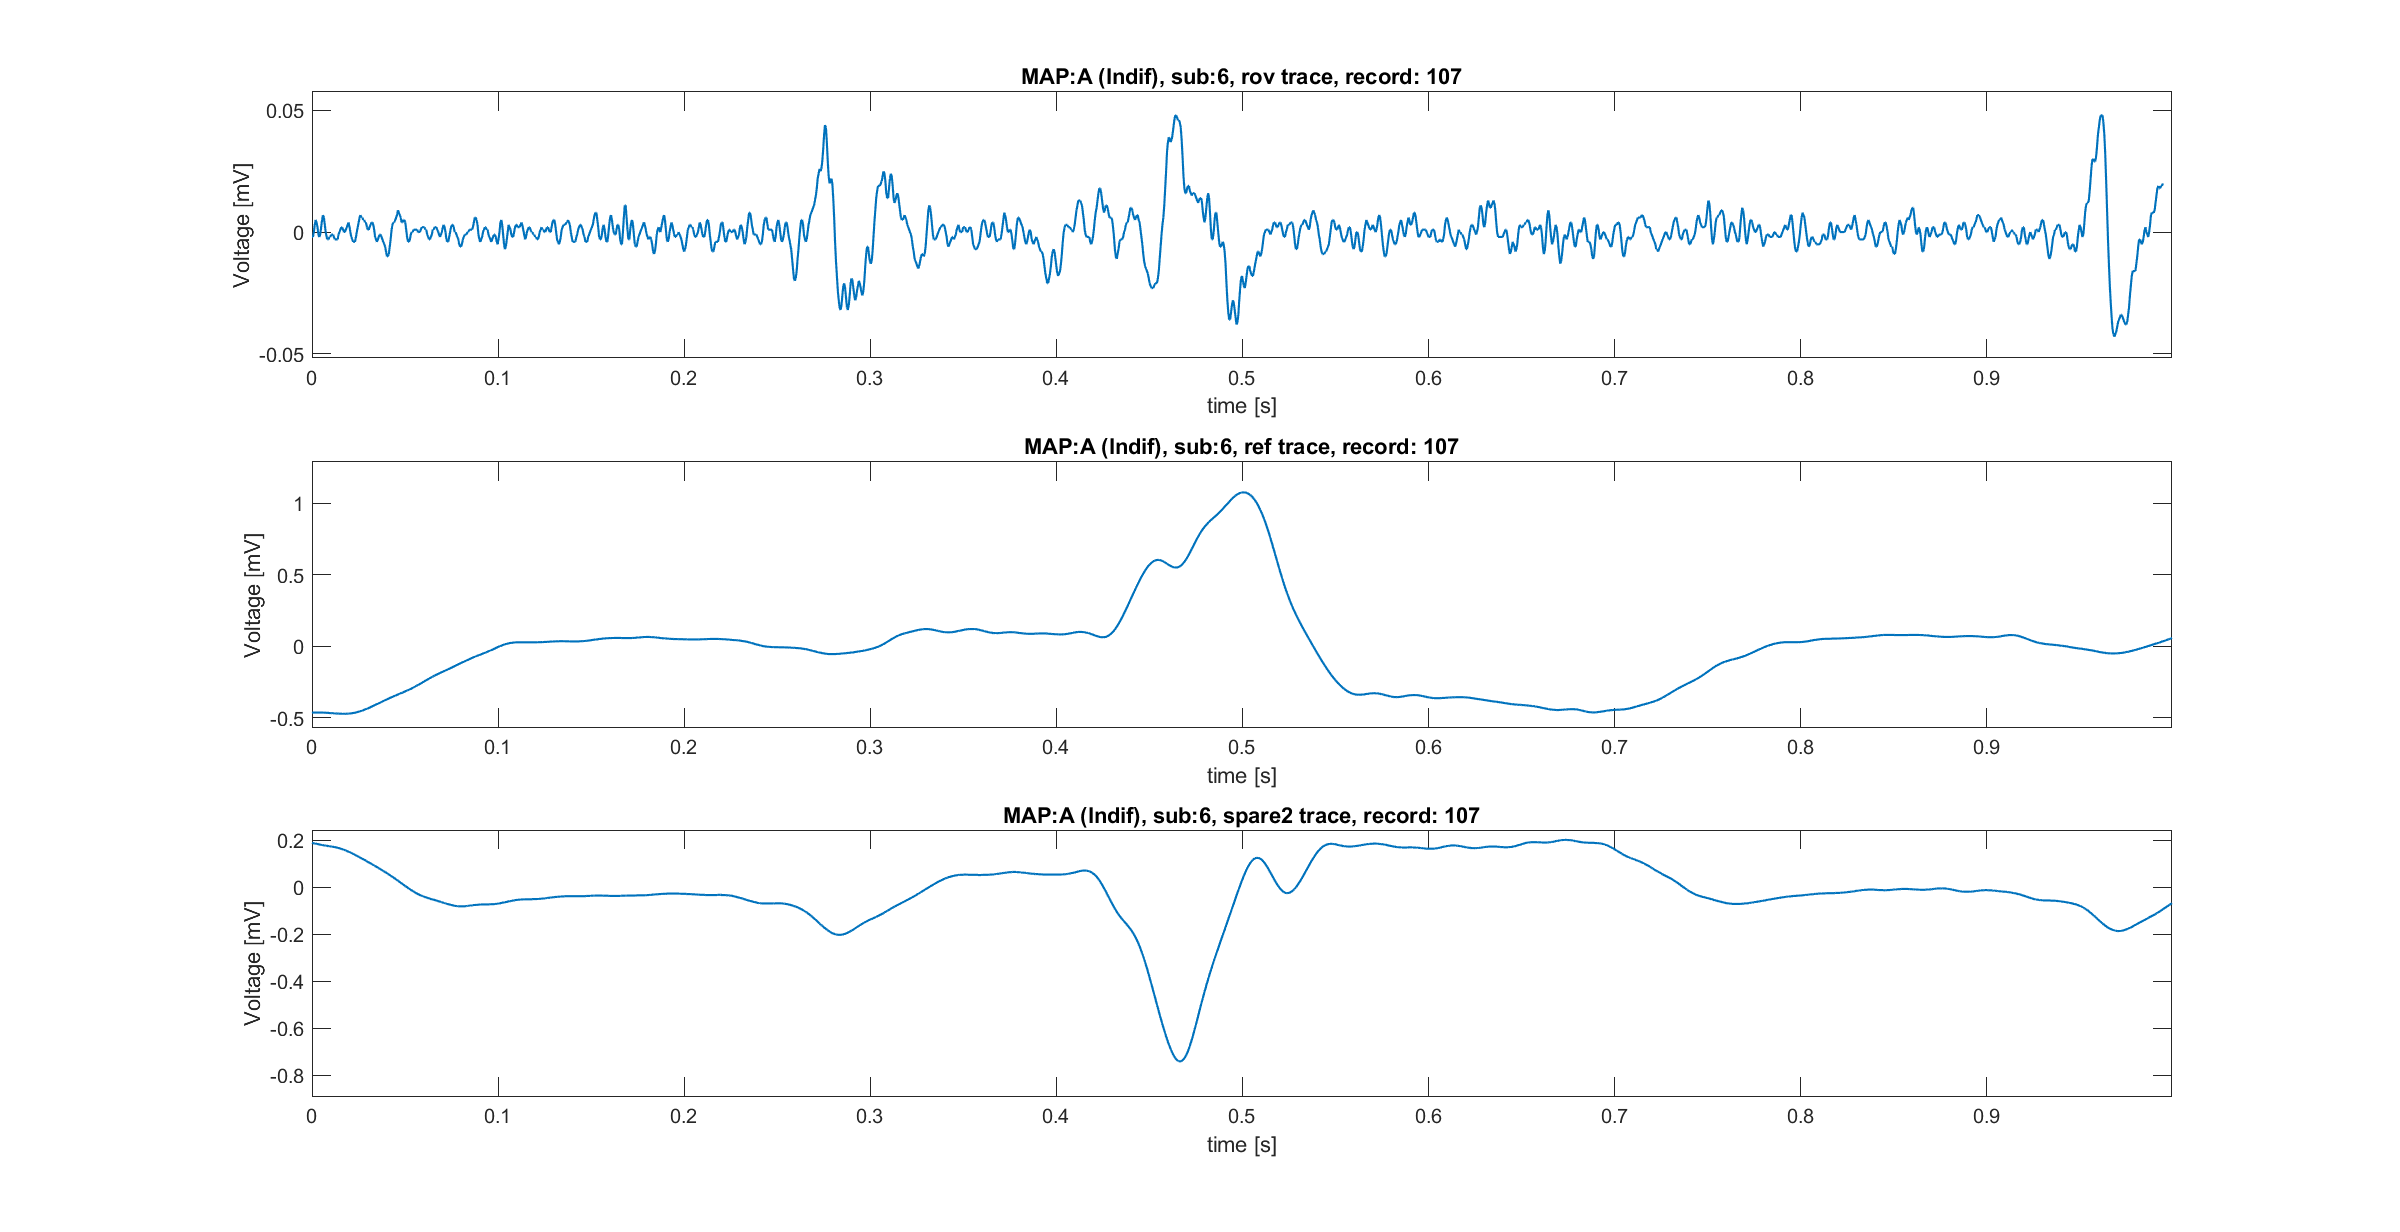 MAP:A (Indif), sub:6, rov trace, record: 107
Voltage [mV]
0.05
0
-0.05
0 0.1 0.2 0.3 0.4 0.5 0.6 0.7 0.8 0.9
time [s]
MAP:A (Indif), sub:6, ref trace, record: 107
Voltage [mV]
1
0.5
0
-0.5
0 0.1 0.2 0.3 0.4 0.5 0.6 0.7 0.8 0.9
time [s]
MAP:A (Indif), sub:6, spare2 trace, record: 107
Voltage [mV]
0.2
0
-0.2
-0.4
-0.6
-0.8
0 0.1 0.2 0.3 0.4 0.5 0.6 0.7 0.8 0.9
time [s]